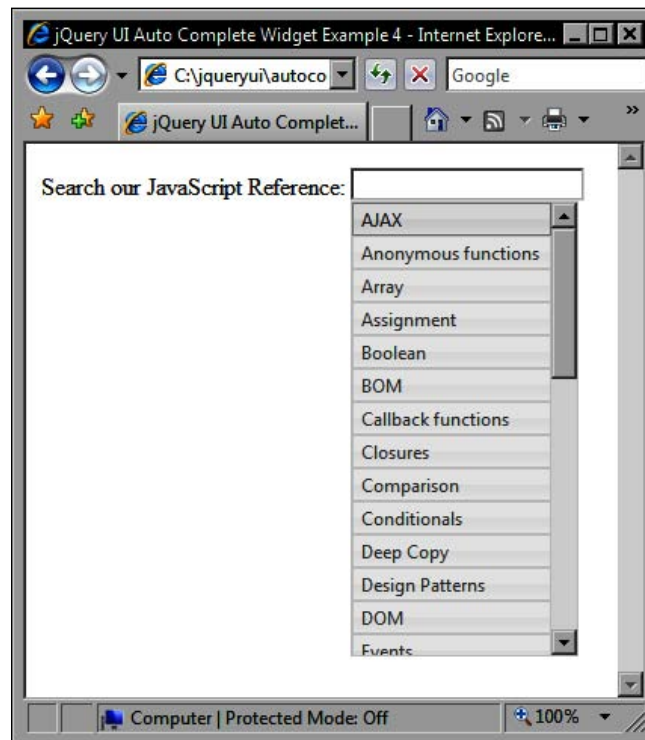 jQuery UI Auto Complete Widget Example 4 - Internet Explore...
C:\jqueryui\autoco
Google
jQuery UI Auto Complet...
»
Search our JavaScript Reference:
AJAX
Anonymous functions
Array
Assignment
Boolean
BOM
Callback functions
Closures
Comparison
Conditionals
Deep Copy
Design Patterns
DOM
Events
Computer | Protected Mode: Off
100%